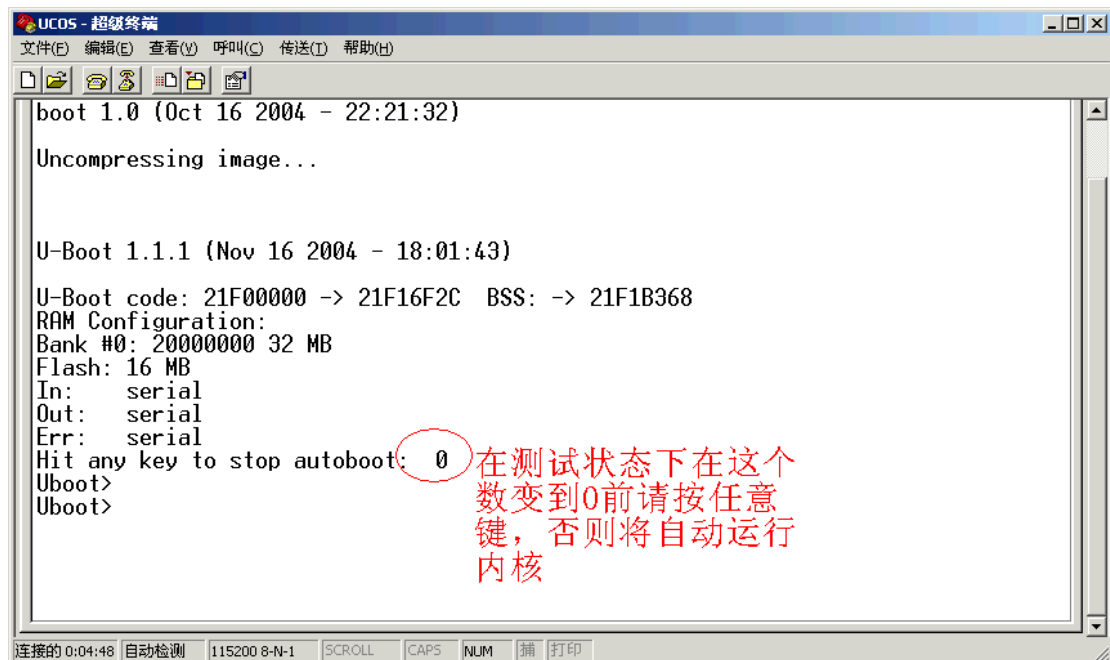 UCOS - 超级终端
文件(F) 编辑(E) 查看(V) 呼叫(C) 传送(T) 帮助(H)
boot 1.0 (Oct 16 2004 - 22:21:32)
Uncompressing image...
U-Boot 1.1.1 (Nov 16 2004 - 18:01:43)
U-Boot code: 21F00000 -> 21F16F2C  BSS: -> 21F1B368
RAM Configuration:
Bank #0: 20000000 32 MB
Flash: 16 MB
In:    serial
Out:   serial
Err:   serial
Hit any key to stop autoboot:  0
Uboot>
Uboot>
在测试状态下在这个
数变到0前请按任意
键，否则将自动运行
内核
连接的 0:04:48 自动检测 115200 8-N-1 SCROLL CAPS NUM 捕 打印